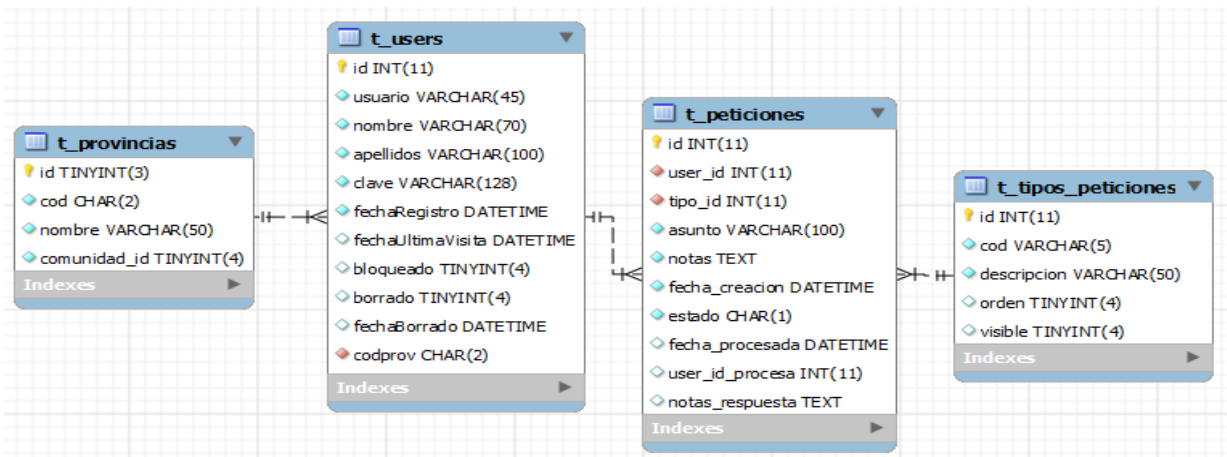 t_provincias
id TINYINT(3)
cod CHAR(2)
nombre VARCHAR(50)
comunidad_id TINYINT(4)
Indexes
t_users
id INT(11)
usuario VARCHAR(45)
nombre VARCHAR(70)
apellidos VARCHAR(100)
clave VARCHAR(128)
fechaRegistro DATETIME
fechaUltimaVisita DATETIME
bloqueado TINYINT(4)
borrado TINYINT(4)
fechaBorrado DATETIME
codprov CHAR(2)
Indexes
t_peticiones
id INT(11)
user_id INT(11)
tipo_id INT(11)
asunto VARCHAR(100)
notas TEXT
fecha_creacion DATETIME
estado CHAR(1)
fecha_procesada DATETIME
user_id_procesa INT(11)
notas_respuesta TEXT
Indexes
t_tipos_peticiones
id INT(11)
cod VARCHAR(5)
descripcion VARCHAR(50)
orden TINYINT(4)
visible TINYINT(4)
Indexes